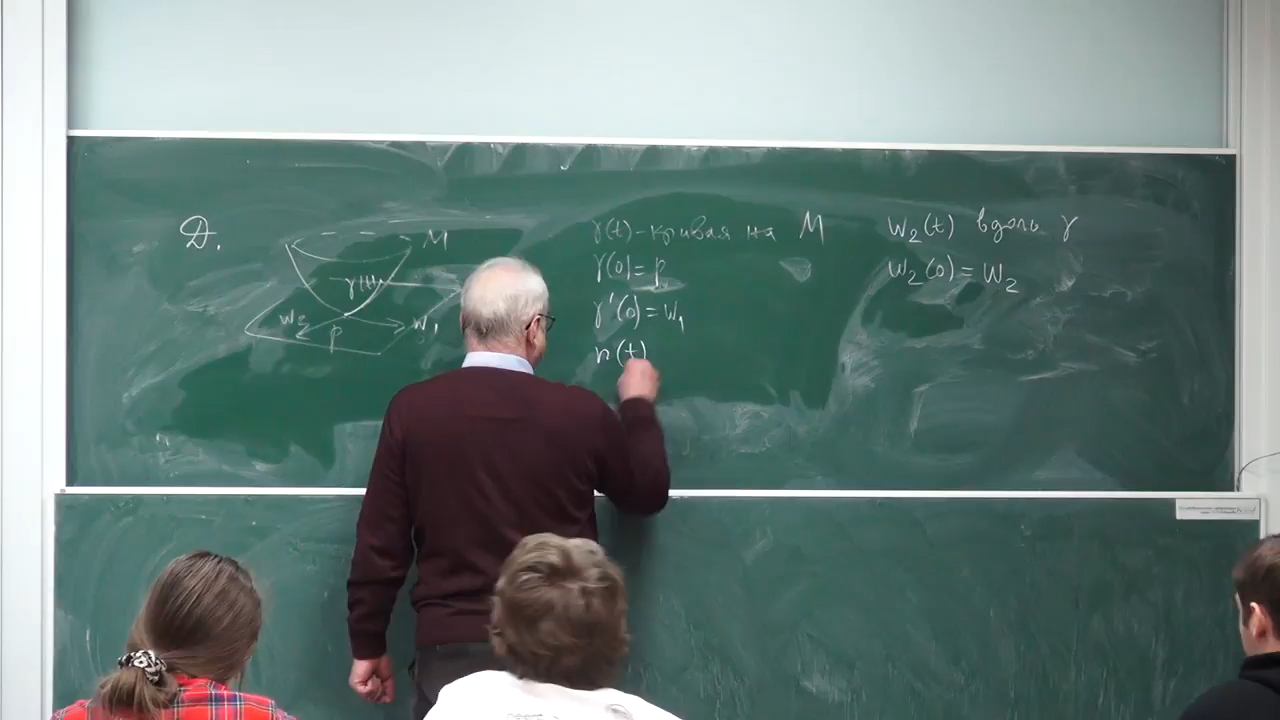 Д.
M
γ(t)
W₂
p
W₁
γ(t) - кривая на M
γ(0) = p
γ'(0) = W₁
n(t)
W₂(t) вдоль γ
W₂(0) = W₂